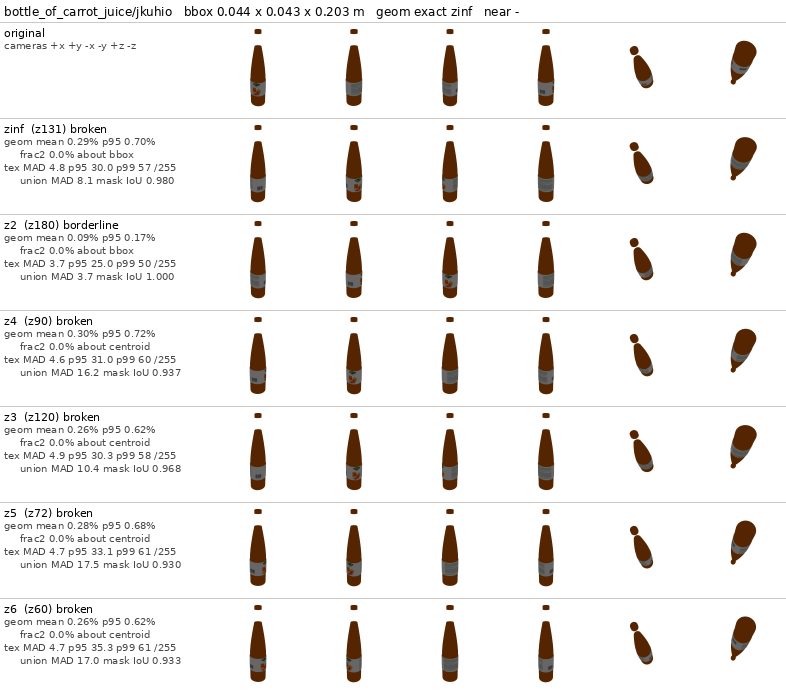 bottle_of_carrot_juice/jkuhio   bbox 0.044 x 0.043 x 0.203 m   geom exact zinf   near -
original
cameras +x +y -x -y +z -z
zinf (z131) broken
geom mean 0.29% p95 0.70%
frac2 0.0% about bbox
tex MAD 4.8 p95 30.0 p99 57 /255
union MAD 8.1 mask IoU 0.980
z2 (z180) borderline
geom mean 0.09% p95 0.17%
frac2 0.0% about bbox
tex MAD 3.7 p95 25.0 p99 50 /255
union MAD 3.7 mask IoU 1.000
z4 (z90) broken
geom mean 0.30% p95 0.72%
frac2 0.0% about centroid
tex MAD 4.6 p95 31.0 p99 60 /255
union MAD 16.2 mask IoU 0.937
z3 (z120) broken
geom mean 0.26% p95 0.62%
frac2 0.0% about centroid
tex MAD 4.9 p95 30.3 p99 58 /255
union MAD 10.4 mask IoU 0.968
z5 (z72) broken
geom mean 0.28% p95 0.68%
frac2 0.0% about centroid
tex MAD 4.7 p95 33.1 p99 61 /255
union MAD 17.5 mask IoU 0.930
z6 (z60) broken
geom mean 0.26% p95 0.62%
frac2 0.0% about centroid
tex MAD 4.7 p95 35.3 p99 61 /255
union MAD 17.0 mask IoU 0.933